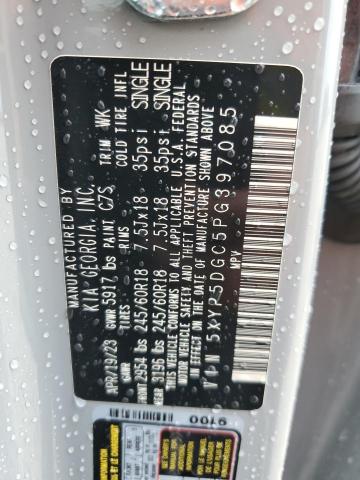 MANUFACTURED BY
KIA GEORGIA, INC.
APR/19/23 GVWR 5917 lbs PAINT C7S TRIM WK
GAWR TIRES RIMS COLD TIRE INFL
FRONT 2954 lbs 245/60R18 7.5JX18 35psi SINGLE
REAR 3196 lbs 245/60R18 7.5JX18 35psi SINGLE
THIS VEHICLE CONFORMS TO ALL APPLICABLE U.S.A. FEDERAL
MOTOR VEHICLE SAFETY AND THEFT PREVENTION STANDARDS
IN EFFECT ON THE DATE OF MANUFACTURE SHOWN ABOVE
VIN 5XYP5DGC5PG397085
MPV
9100